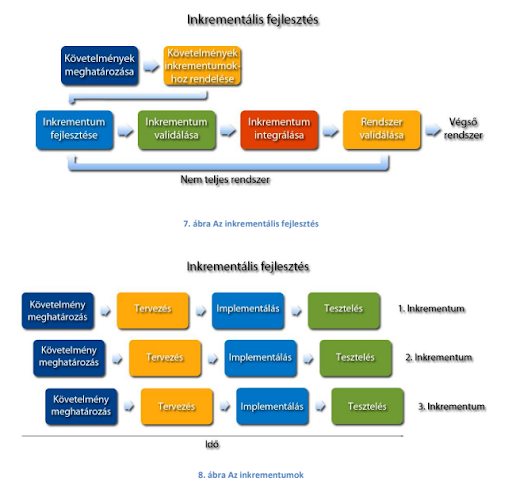 Inkrementális fejlesztés
Követelmények
meghatározása
Követelmények
inkrementumok-
hoz rendelése
Inkrementum
fejlesztése
Inkrementum
validálása
Inkrementum
integrálása
Rendszer
validálása
Végső
rendszer
Nem teljes rendszer
7. ábra Az inkrementális fejlesztés
Inkrementális fejlesztés
Követelmény
meghatározás
Tervezés
Implementálás
Tesztelés
1. Inkrementum
Követelmény
meghatározás
Tervezés
Implementálás
Tesztelés
2. Inkrementum
Követelmény
meghatározás
Tervezés
Implementálás
Tesztelés
3. Inkrementum
Idő
8. ábra Az inkrementumok